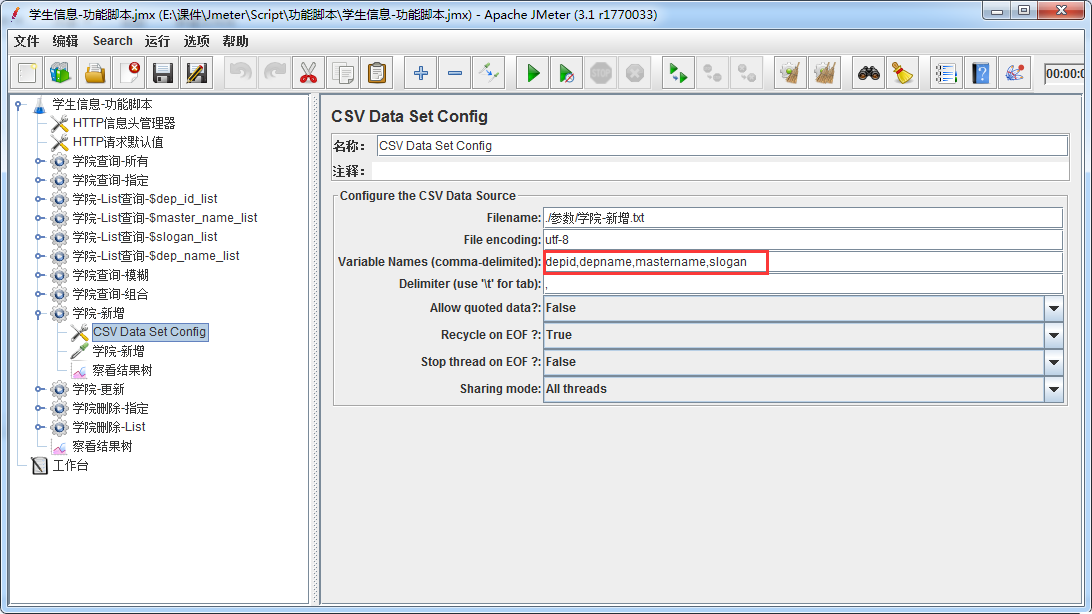 学生信息-功能脚本.jmx (E:\课件\Jmeter\Script\功能脚本\学生信息-功能脚本.jmx) - Apache JMeter (3.1 r1770033)
文件 编辑 Search 运行 选项 帮助
STOP
00:00:0
学生信息-功能脚本
HTTP信息头管理器
HTTP请求默认值
学院查询-所有
学院查询-指定
学院-List查询-$dep_id_list
学院-List查询-$master_name_list
学院-List查询-$slogan_list
学院-List查询-$dep_name_list
学院查询-模糊
学院查询-组合
学院-新增
CSV Data Set Config
学院-新增
察看结果树
学院-更新
学院删除-指定
学院删除-List
察看结果树
工作台
CSV Data Set Config
名称: CSV Data Set Config
注释:
Configure the CSV Data Source
Filename: ./参数/学院-新增.txt
File encoding: utf-8
Variable Names (comma-delimited): depid,depname,mastername,slogan
Delimiter (use '\t' for tab): ,
Allow quoted data?: False
Recycle on EOF ?: True
Stop thread on EOF ?: False
Sharing mode: All threads